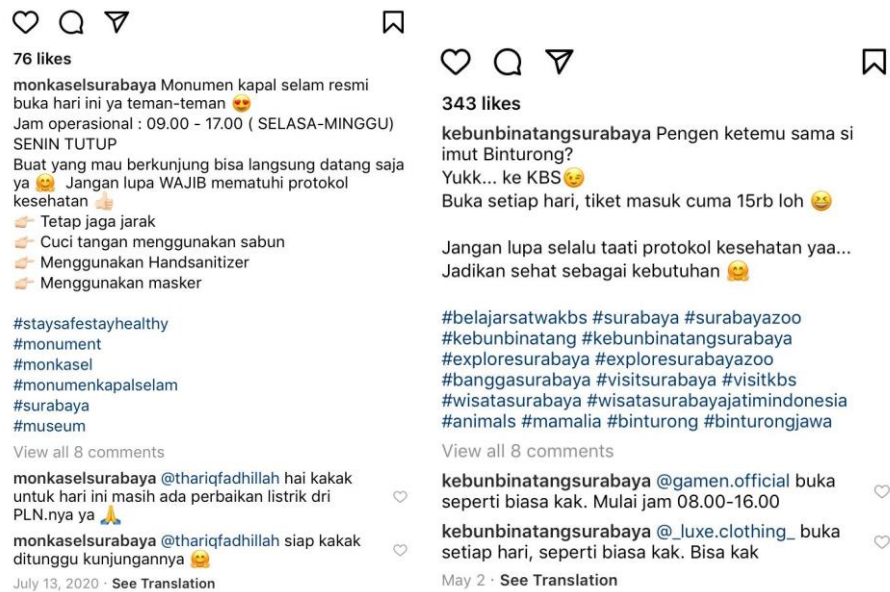 76 likes
monkaselsurabaya Monumen kapal selam resmi
buka hari ini ya teman-teman 😍
Jam operasional : 09.00 - 17.00 ( SELASA-MINGGU)
SENIN TUTUP
Buat yang mau berkunjung bisa langsung datang saja
ya 🤗 Jangan lupa WAJIB mematuhi protokol
kesehatan 👍🏻
👉🏻 Tetap jaga jarak
👉🏻 Cuci tangan menggunakan sabun
👉🏻 Menggunakan Handsanitizer
👉🏻 Menggunakan masker
#staysafestayhealthy
#monument
#monkasel
#monumenkapalselam
#surabaya
#museum
View all 8 comments
monkaselsurabaya @thariqfadhillah hai kakak
untuk hari ini masih ada perbaikan listrik dri
PLN.nya ya 🙏
monkaselsurabaya @thariqfadhillah siap kakak
ditunggu kunjungannya 🤗
July 13, 2020 · See Translation
343 likes
kebunbinatangsurabaya Pengen ketemu sama si
imut Binturong?
Yukk... ke KBS😉
Buka setiap hari, tiket masuk cuma 15rb loh 😆
Jangan lupa selalu taati protokol kesehatan yaa...
Jadikan sehat sebagai kebutuhan 🤗
#belajarsatwakbs #surabaya #surabayazoo
#kebunbinatang #kebunbinatangsurabaya
#exploresurabaya #exploresurabayazoo
#banggasurabaya #visitsurabaya #visitkbs
#wisatasurabaya #wisatasurabayajatimindonesia
#animals #mamalia #binturong #binturongjawa
View all 8 comments
kebunbinatangsurabaya @gamen.official buka
seperti biasa kak. Mulai jam 08.00-16.00
kebunbinatangsurabaya @_luxe.clothing_ buka
setiap hari, seperti biasa kak. Bisa kak
May 2 · See Translation